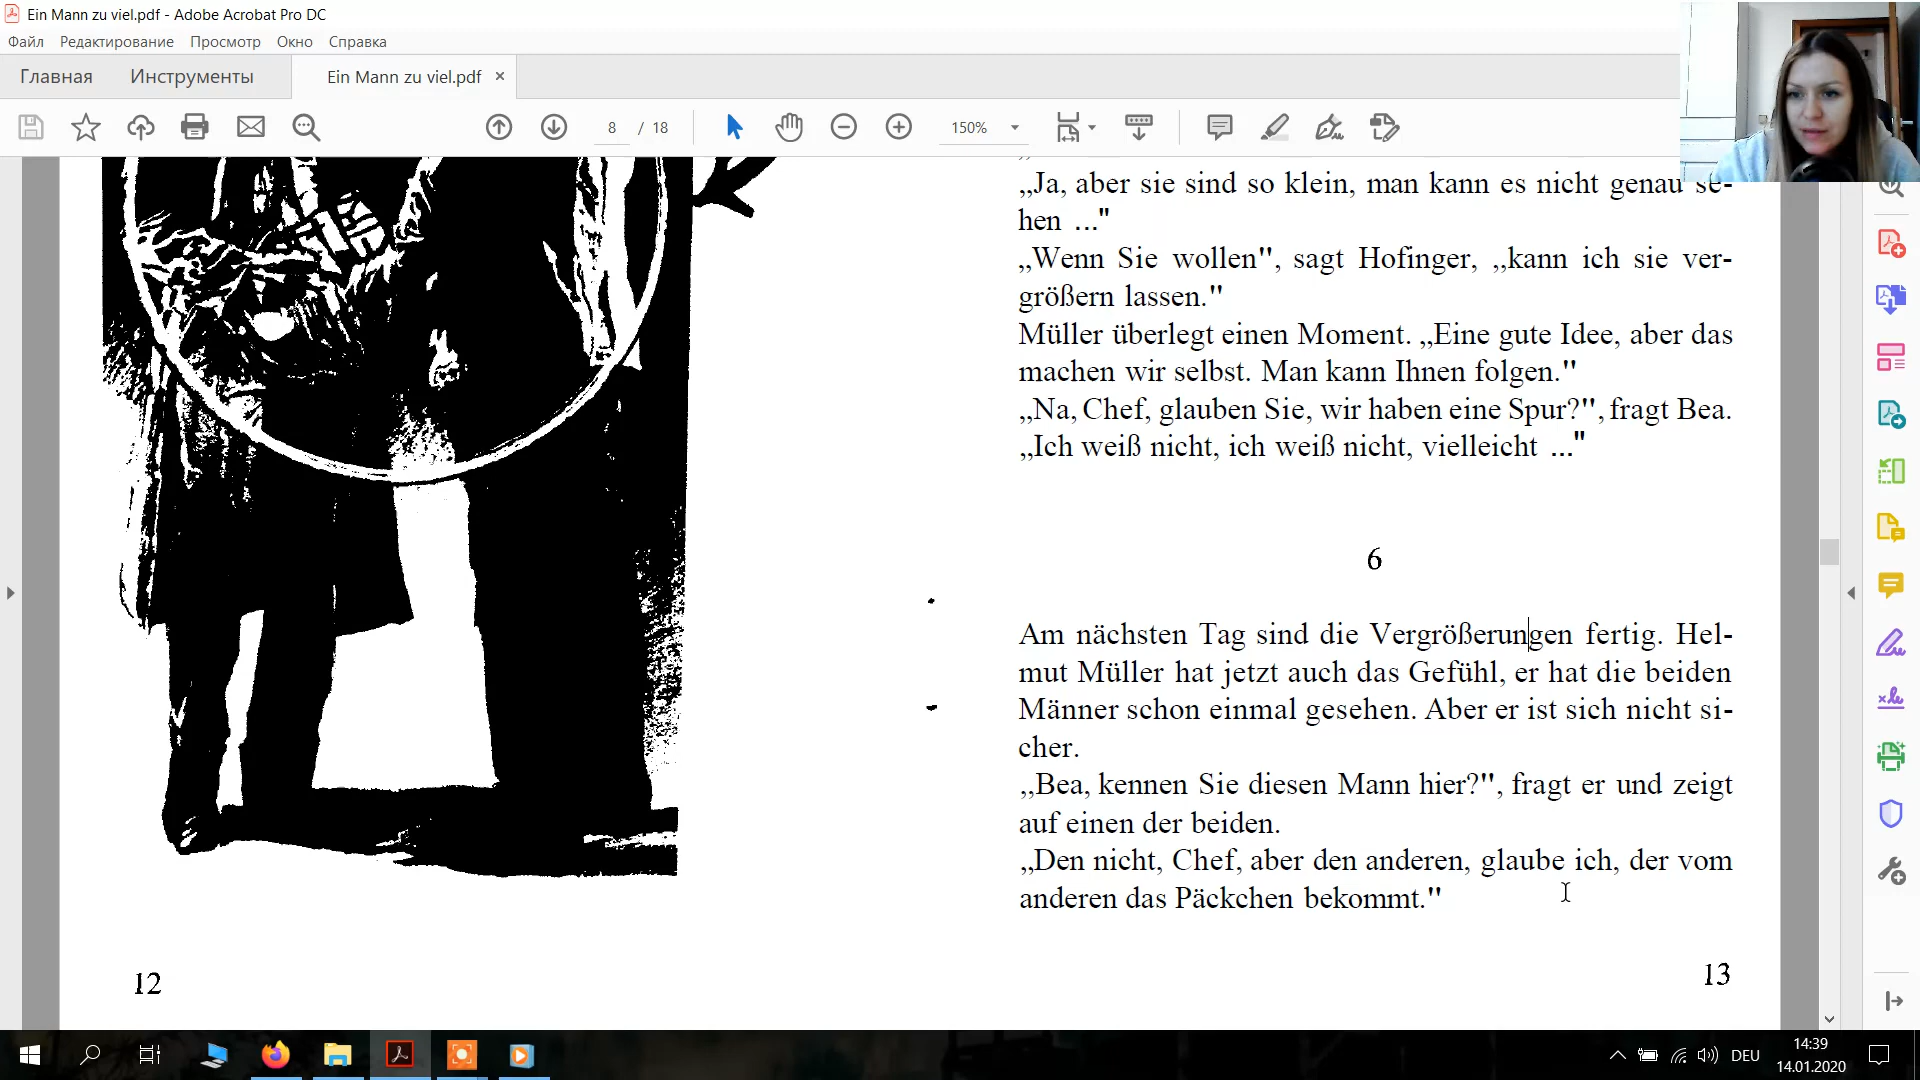 Ein Mann zu viel.pdf - Adobe Acrobat Pro DC
Файл Редактирование Просмотр Окно Справка
Главная Инструменты Ein Mann zu viel.pdf ×
8 / 18 150%
„Ja, aber sie sind so klein, man kann es nicht genau se-
hen ..."
„Wenn Sie wollen", sagt Hofinger, „kann ich sie ver-
größern lassen."
Müller überlegt einen Moment. „Eine gute Idee, aber das
machen wir selbst. Man kann Ihnen folgen."
„Na, Chef, glauben Sie, wir haben eine Spur?", fragt Bea.
„Ich weiß nicht, ich weiß nicht, vielleicht ..."
6
Am nächsten Tag sind die Vergrößerungen fertig. Hel-
mut Müller hat jetzt auch das Gefühl, er hat die beiden
Männer schon einmal gesehen. Aber er ist sich nicht si-
cher.
„Bea, kennen Sie diesen Mann hier?", fragt er und zeigt
auf einen der beiden.
„Den nicht, Chef, aber den anderen, glaube ich, der vom
anderen das Päckchen bekommt."
12
13
DEU
14:39
14.01.2020